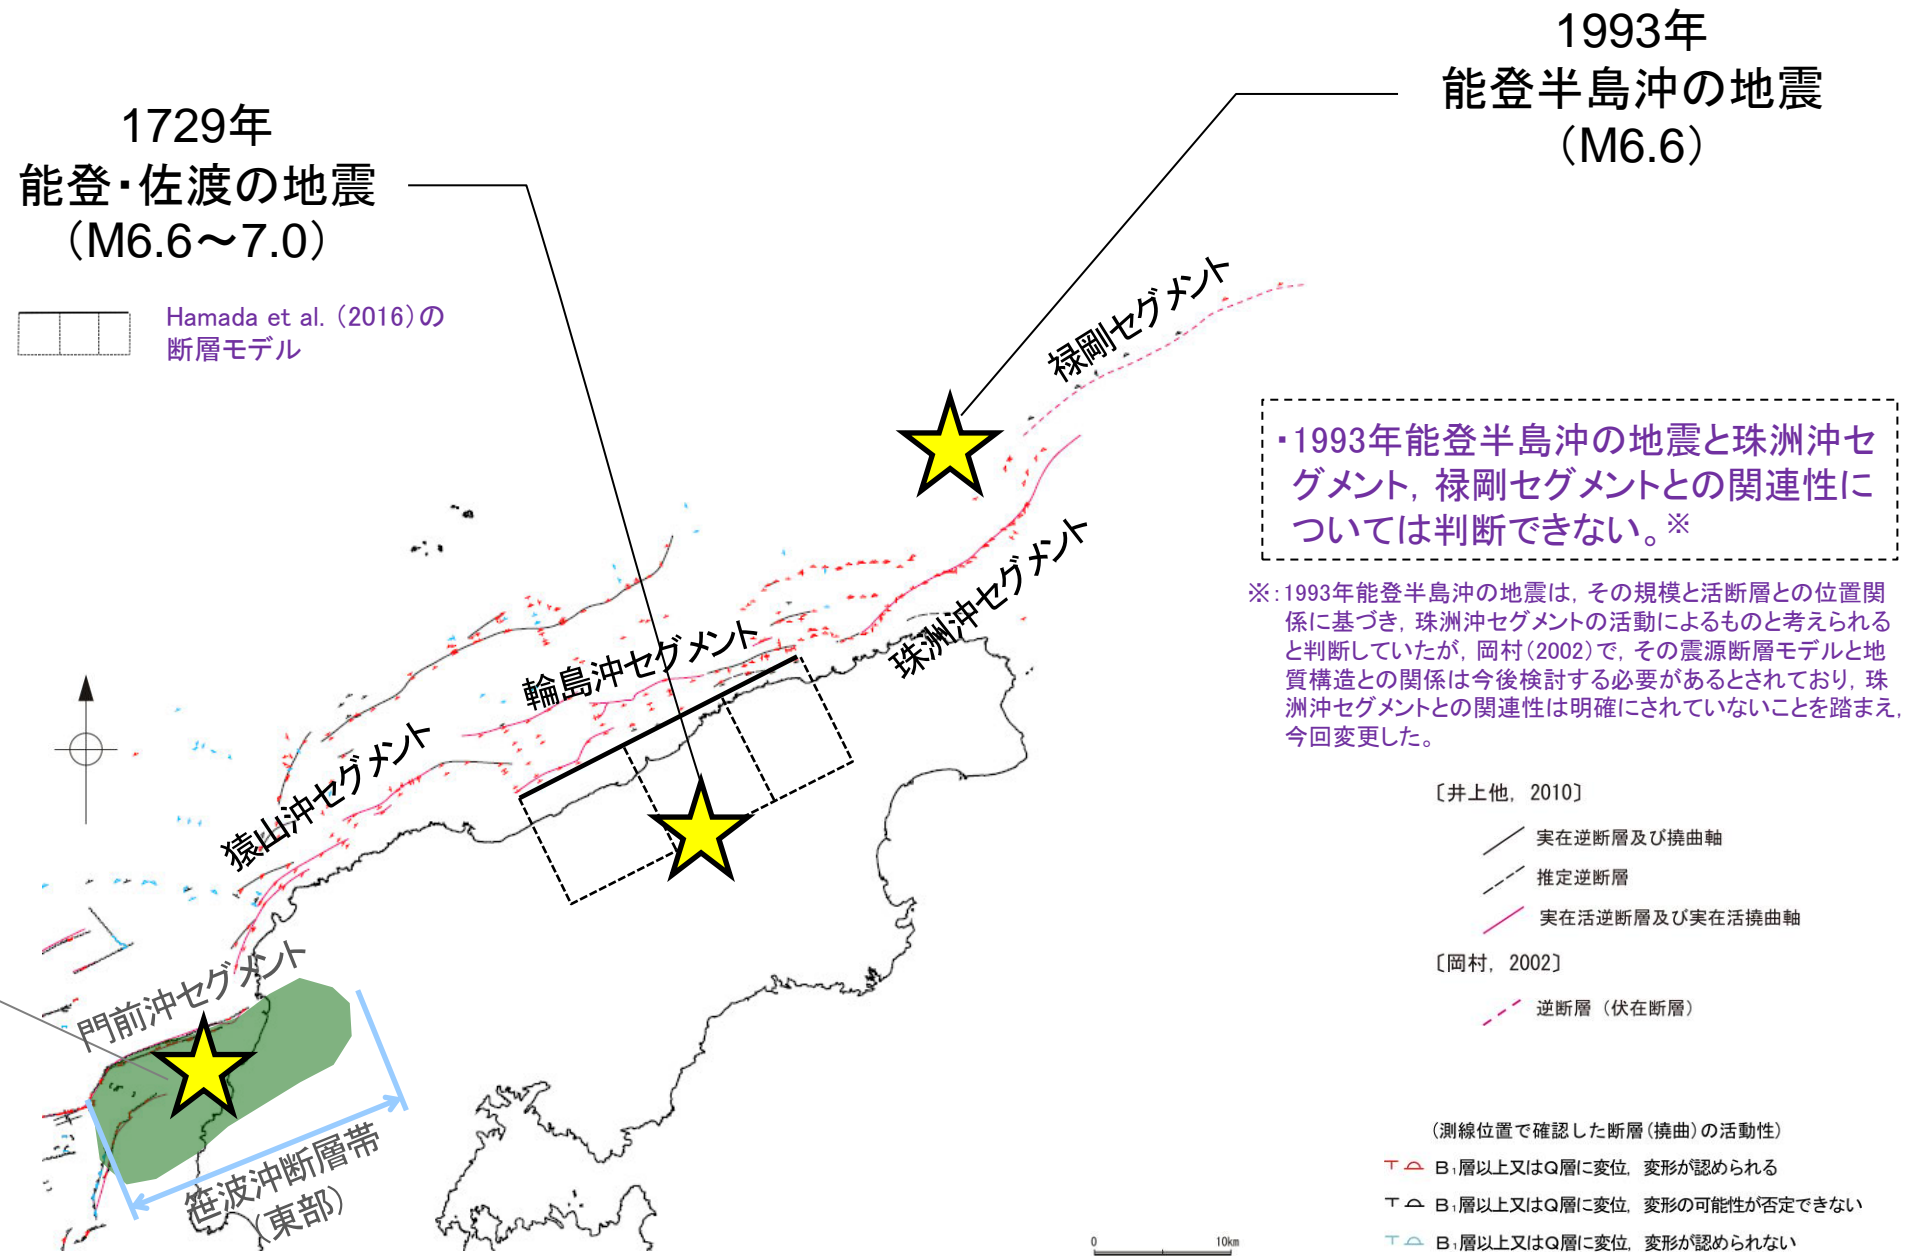 1993年
能登半島沖の地震
（M6.6）
1729年
能登・佐渡の地震
（M6.6～7.0）
Hamada et al. (2016)の
断層モデル
禄剛セグメント
珠洲沖セグメント
輪島沖セグメント
猿山沖セグメント
門前沖セグメント
笹波沖断層帯
（東部）
・1993年能登半島沖の地震と珠洲沖セ
グメント，禄剛セグメントとの関連性に
ついては判断できない。※
※：1993年能登半島沖の地震は，その規模と活断層との位置関
係に基づき，珠洲沖セグメントの活動によるものと考えられる
と判断していたが，岡村（2002）で，その震源断層モデルと地
質構造との関係は今後検討する必要があるとされており，珠
洲沖セグメントとの関連性は明確にされていないことを踏まえ，
今回変更した。
〔井上他，2010〕
実在逆断層及び撓曲軸
推定逆断層
実在活逆断層及び実在活撓曲軸
〔岡村，2002〕
逆断層（伏在断層）
（測線位置で確認した断層（撓曲）の活動性）
B₁層以上又はQ層に変位，変形が認められる
B₁層以上又はQ層に変位，変形の可能性が否定できない
B₁層以上又はQ層に変位，変形が認められない
0 10km